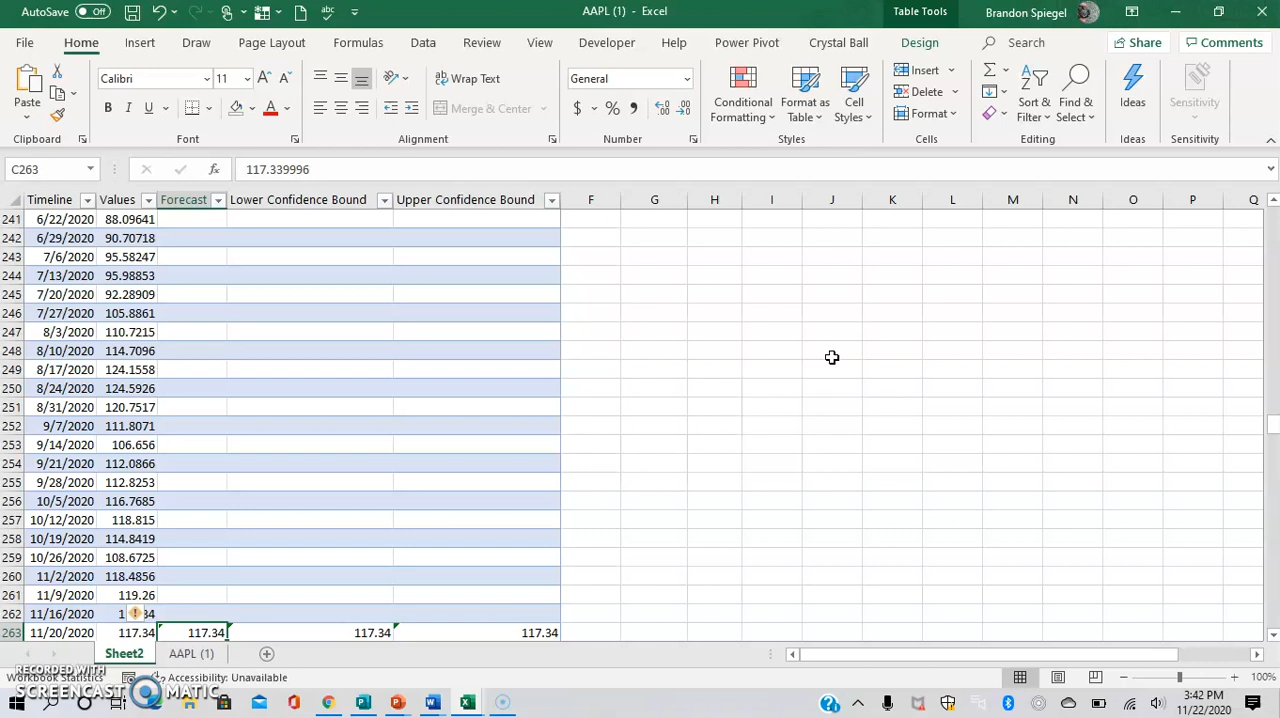 AutoSave Off AAPL (1) - Excel Table Tools Brandon Spiegel
File Home Insert Draw Page Layout Formulas Data Review View Developer Help Power Pivot Crystal Ball Design Search Share Comments
Calibri 11 Wrap Text General Insert
Paste B I U Merge & Center $ % , Conditional Formatting Format as Table Cell Styles Delete Format Sort & Filter Find & Select Ideas Sensitivity
Clipboard Font Alignment Number Styles Cells Editing Ideas Sensitivity
C263 fx 117.339996
Timeline Values Forecast Lower Confidence Bound Upper Confidence Bound F G H I J K L M N O P Q
241 6/22/2020 88.09641
242 6/29/2020 90.70718
243 7/6/2020 95.58247
244 7/13/2020 95.98853
245 7/20/2020 92.28909
246 7/27/2020 105.8861
247 8/3/2020 110.7215
248 8/10/2020 114.7096
249 8/17/2020 124.1558
250 8/24/2020 124.5926
251 8/31/2020 120.7517
252 9/7/2020 111.8071
253 9/14/2020 106.656
254 9/21/2020 112.0866
255 9/28/2020 112.8253
256 10/5/2020 116.7685
257 10/12/2020 118.815
258 10/19/2020 114.8419
259 10/26/2020 108.6725
260 11/2/2020 118.4856
261 11/9/2020 119.26
262 11/16/2020
263 11/20/2020 117.34 117.34 117.34 117.34
Sheet2 AAPL (1)
RECORDED WITH
Workbook Statistics Accessibility: Unavailable 100%
SCREENCAST MATIC
3:42 PM
11/22/2020